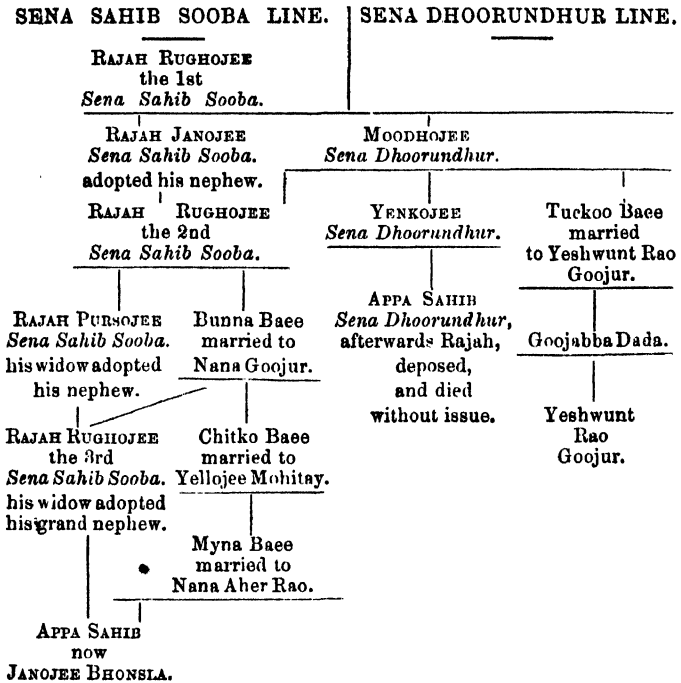 SENA SAHIB SOOBA LINE.
SENA DHOORUNDHUR LINE.
RAJAH RUGHOJEE
the 1st
Sena Sahib Sooba.
RAJAH JANOJEE
Sena Sahib Sooba.
adopted his nephew.
MOODHOJEE
Sena Dhoorundhur.
RAJAH RUGHOJEE
the 2nd
Sena Sahib Sooba.
YENKOJEE
Sena Dhoorundhur.
Tuckoo Baee
married
to Yeshwunt Rao
Goojur.
RAJAH PURSOJEE
Sena Sahib Sooba.
his widow adopted
his nephew.
Bunna Baee
married to
Nana Goojur.
APPA SAHIB
Sena Dhoorundhur,
afterwards Rajah,
deposed,
and died
without issue.
Goojabba Dada.
RAJAH RUGHOJEE
the 3rd
Sena Sahib Sooba.
his widow adopted
his grand nephew.
Chitko Baee
married to
Yellojee Mohitay.
Yeshwunt
Rao
Goojur.
Myna Baee
married to
Nana Aher Rao.
APPA SAHIB
now
JANOJEE BHONSLA.